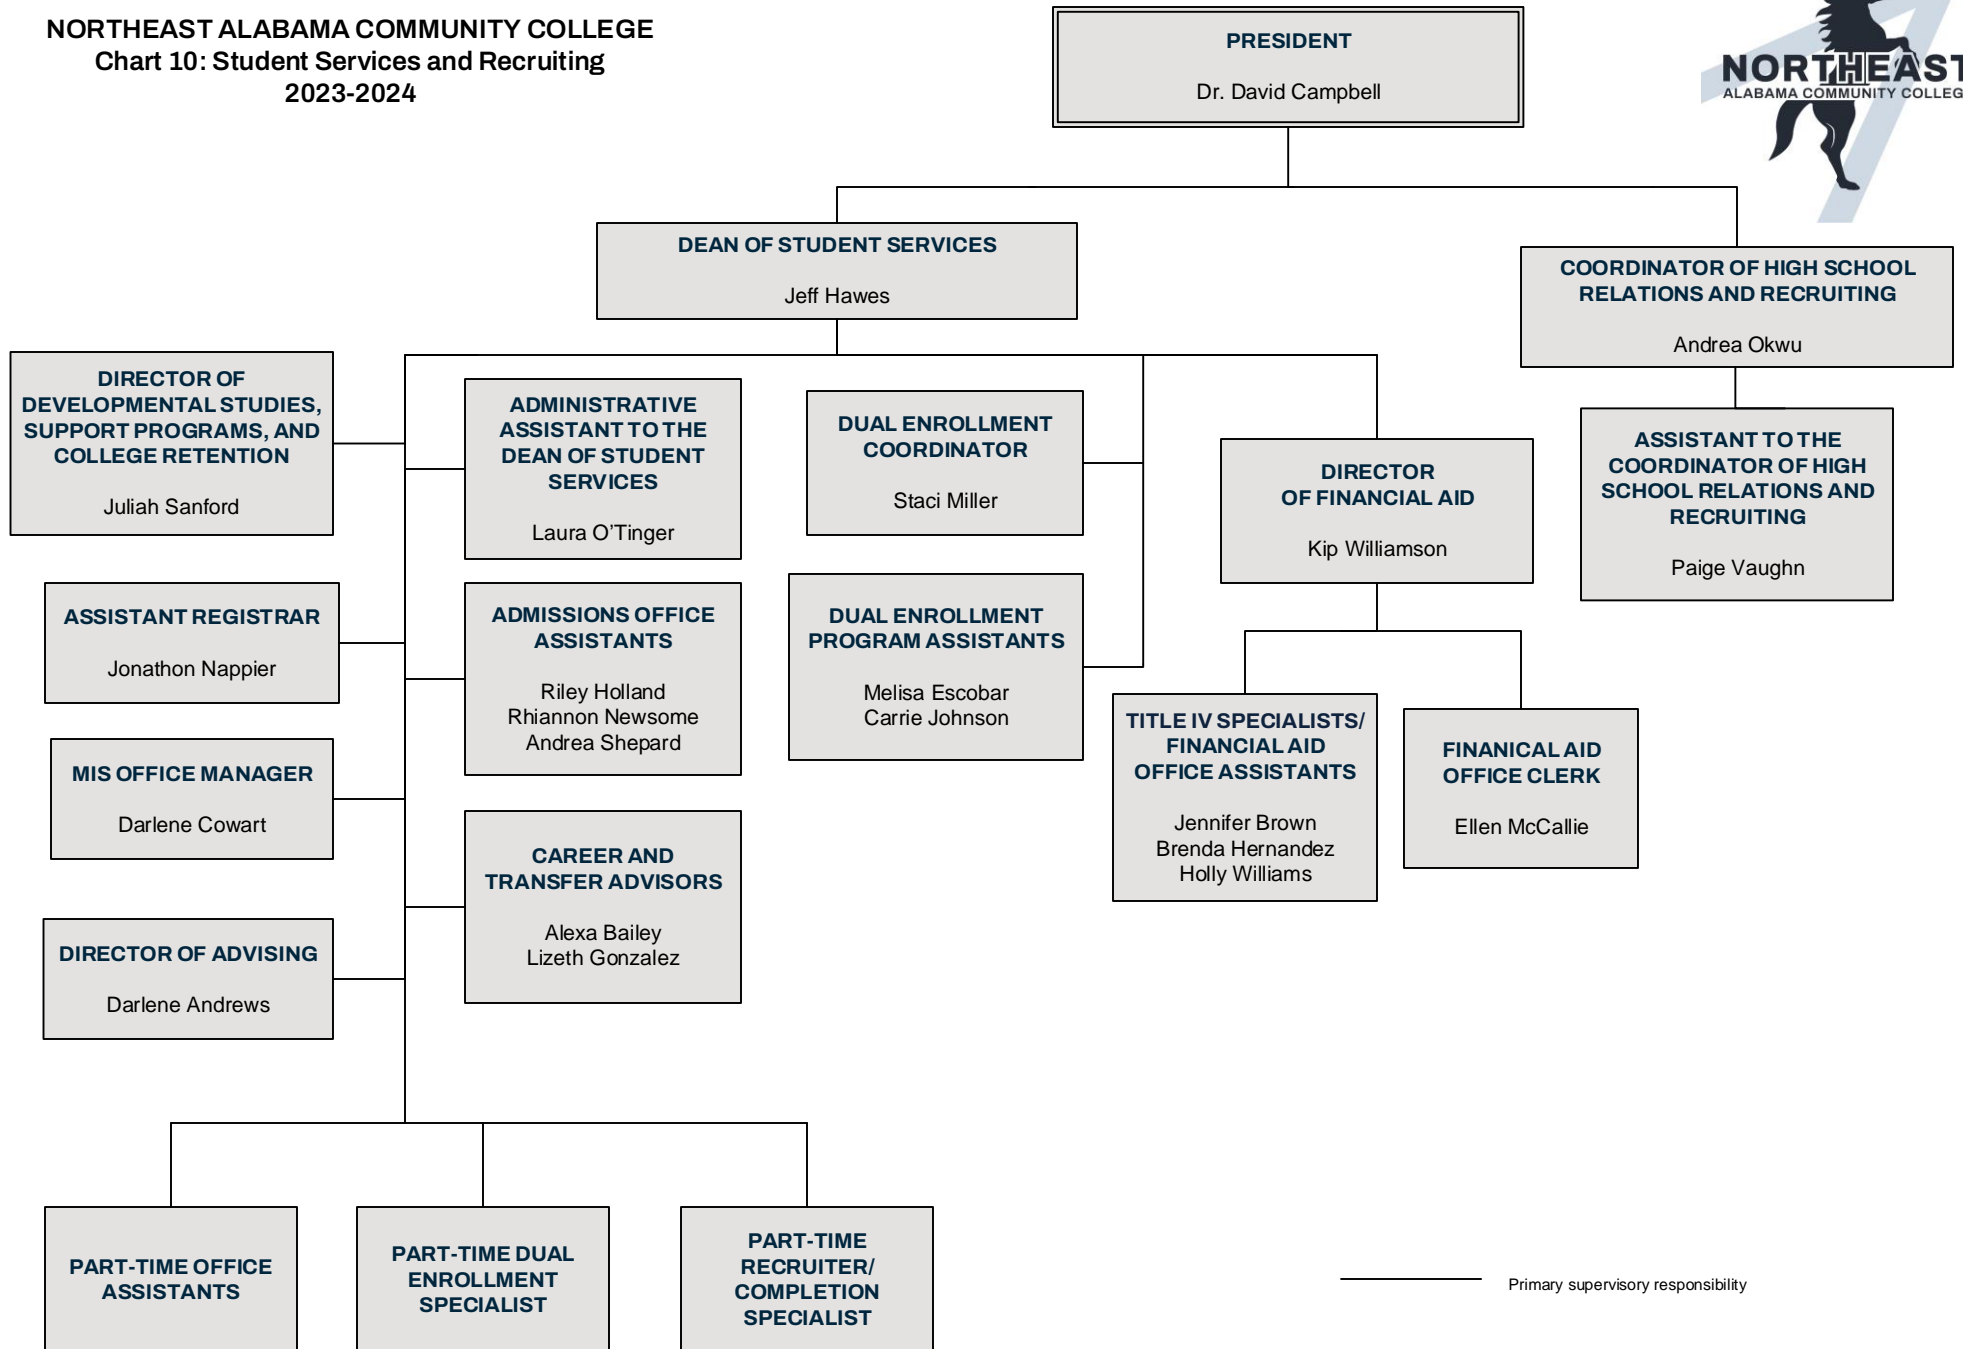 NORTHEAST ALABAMA COMMUNITY COLLEGE
Chart 10: Student Services and Recruiting
2023-2024
PRESIDENT
Dr. David Campbell
NORTHEAST
ALABAMA COMMUNITY COLLEG
DEAN OF STUDENT SERVICES
Jeff Hawes
COORDINATOR OF HIGH SCHOOL
RELATIONS AND RECRUITING
Andrea Okwu
DIRECTOR OF
DEVELOPMENTAL STUDIES,
SUPPORT PROGRAMS, AND
COLLEGE RETENTION
Juliah Sanford
ADMINISTRATIVE
ASSISTANT TO THE
DEAN OF STUDENT
SERVICES
Laura O’Tinger
DUAL ENROLLMENT
COORDINATOR
Staci Miller
DIRECTOR
OF FINANCIAL AID
Kip Williamson
ASSISTANT TO THE
COORDINATOR OF HIGH
SCHOOL RELATIONS AND
RECRUITING
Paige Vaughn
ASSISTANT REGISTRAR
Jonathon Nappier
ADMISSIONS OFFICE
ASSISTANTS
Riley Holland
Rhiannon Newsome
Andrea Shepard
DUAL ENROLLMENT
PROGRAM ASSISTANTS
Melisa Escobar
Carrie Johnson
TITLE IV SPECIALISTS/
FINANCIAL AID
OFFICE ASSISTANTS
Jennifer Brown
Brenda Hernandez
Holly Williams
FINANICAL AID
OFFICE CLERK
Ellen McCallie
MIS OFFICE MANAGER
Darlene Cowart
CAREER AND
TRANSFER ADVISORS
Alexa Bailey
Lizeth Gonzalez
DIRECTOR OF ADVISING
Darlene Andrews
PART-TIME OFFICE
ASSISTANTS
PART-TIME DUAL
ENROLLMENT
SPECIALIST
PART-TIME
RECRUITER/
COMPLETION
SPECIALIST
Primary supervisory responsibility